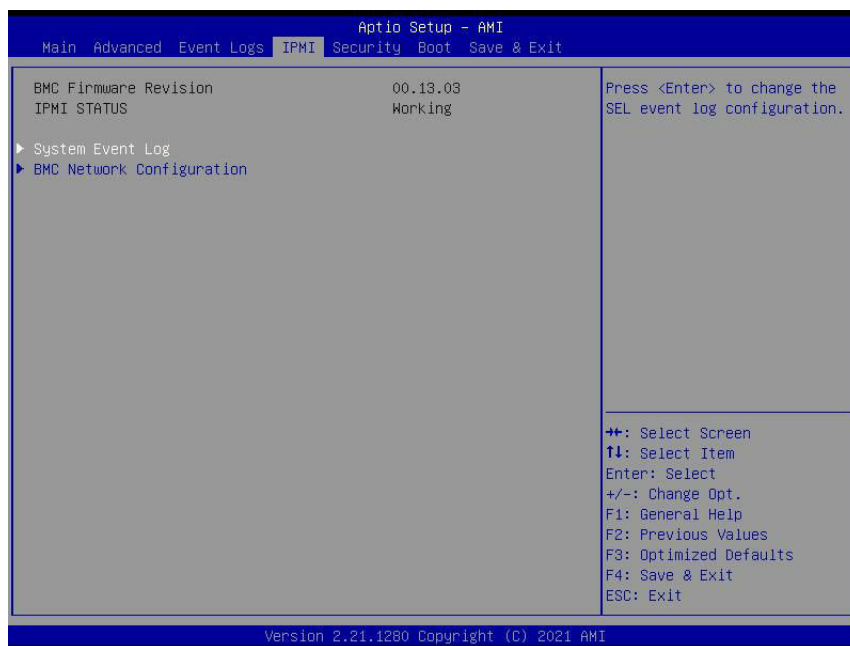 Aptio Setup - AMI
Main Advanced Event Logs IPMI Security Boot Save & Exit
BMC Firmware Revision 00.13.03
IPMI STATUS Working
▶ System Event Log
▶ BMC Network Configuration
Press <Enter> to change the
SEL event log configuration.
→←: Select Screen
↑↓: Select Item
Enter: Select
+/-: Change Opt.
F1: General Help
F2: Previous Values
F3: Optimized Defaults
F4: Save & Exit
ESC: Exit
Version 2.21.1280 Copyright (C) 2021 AMI